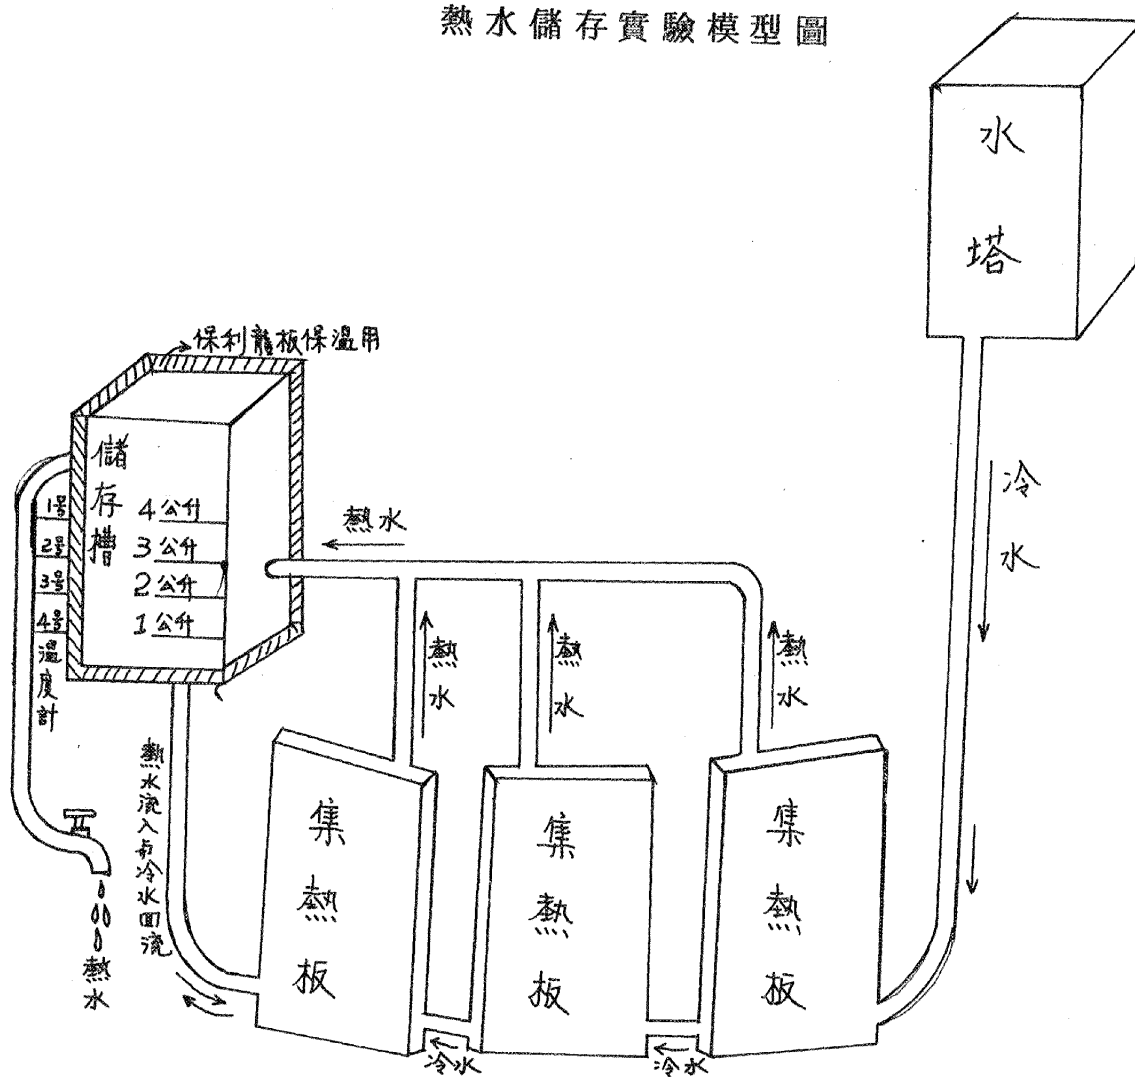 熱水儲存實驗模型圖
水塔
保利龍板保溫用
儲存槽
1号
2号
3号
4号
溫度計
4公升
3公升
2公升
1公升
熱水
冷水
熱水
熱水
熱水
熱水流入与冷水回流
熱水
集熱板
集熱板
集熱板
冷水
冷水